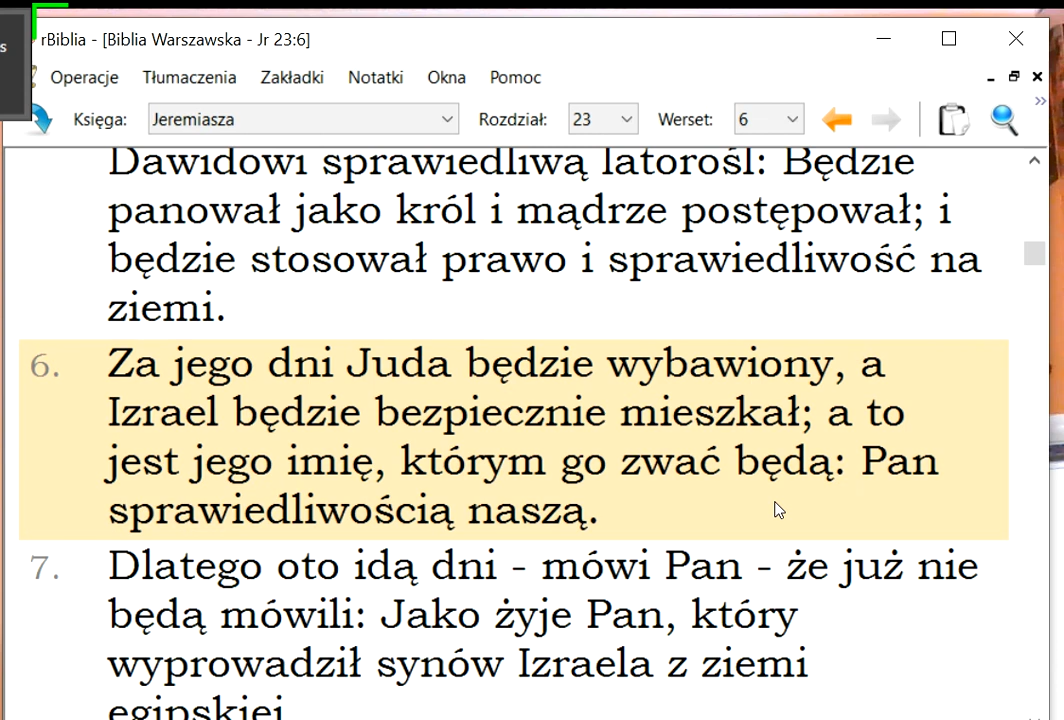 s
rBiblia - [Biblia Warszawska - Jr 23:6]
Operacje Tłumaczenia Zakładki Notatki Okna Pomoc
Księga: Jeremiasza Rozdział: 23 Werset: 6
Dawidowi sprawiedliwą latorośl: Będzie
panował jako król i mądrze postępował; i
będzie stosował prawo i sprawiedliwość na
ziemi.
6. Za jego dni Juda będzie wybawiony, a
Izrael będzie bezpiecznie mieszkał; a to
jest jego imię, którym go zwać będą: Pan
sprawiedliwością naszą.
7. Dlatego oto idą dni - mówi Pan - że już nie
będą mówili: Jako żyje Pan, który
wyprowadził synów Izraela z ziemi
egipskiej